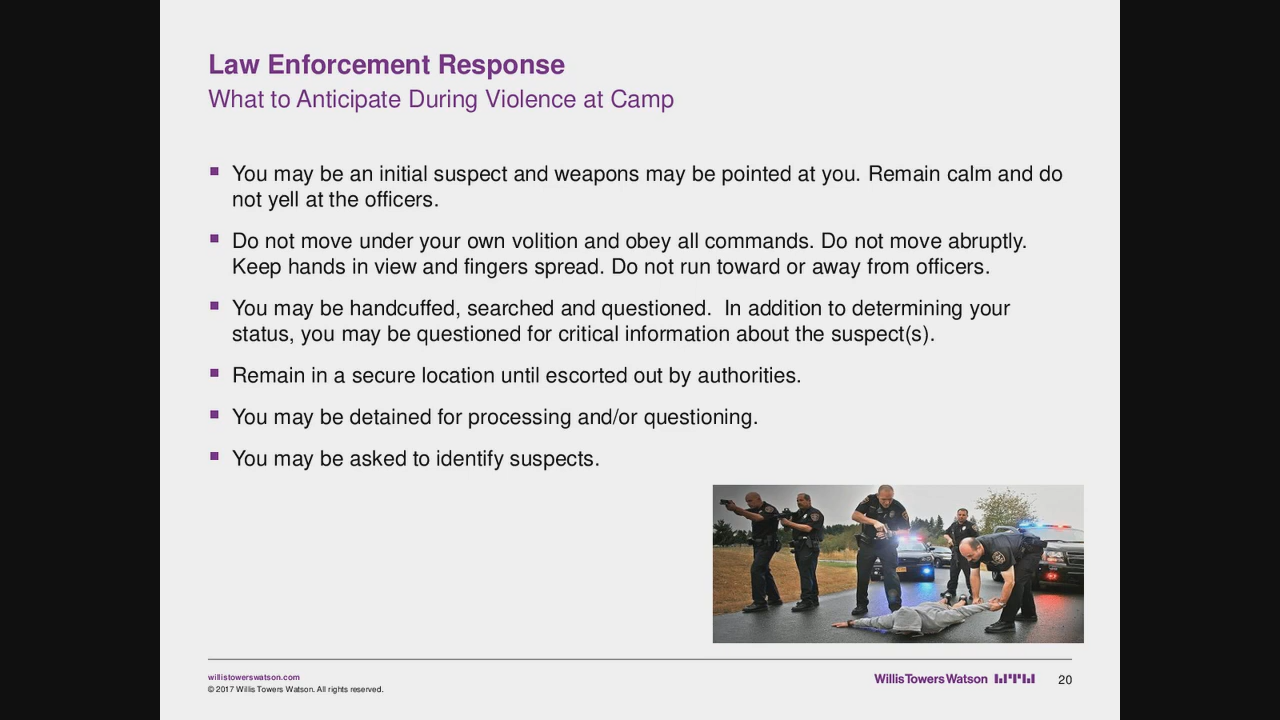 Law Enforcement Response
What to Anticipate During Violence at Camp
You may be an initial suspect and weapons may be pointed at you. Remain calm and do
not yell at the officers.
Do not move under your own volition and obey all commands. Do not move abruptly.
Keep hands in view and fingers spread. Do not run toward or away from officers.
You may be handcuffed, searched and questioned.  In addition to determining your
status, you may be questioned for critical information about the suspect(s).
Remain in a secure location until escorted out by authorities.
You may be detained for processing and/or questioning.
You may be asked to identify suspects.
willistowerswatson.com
© 2017 Willis Towers Watson. All rights reserved.
WillisTowersWatson
20